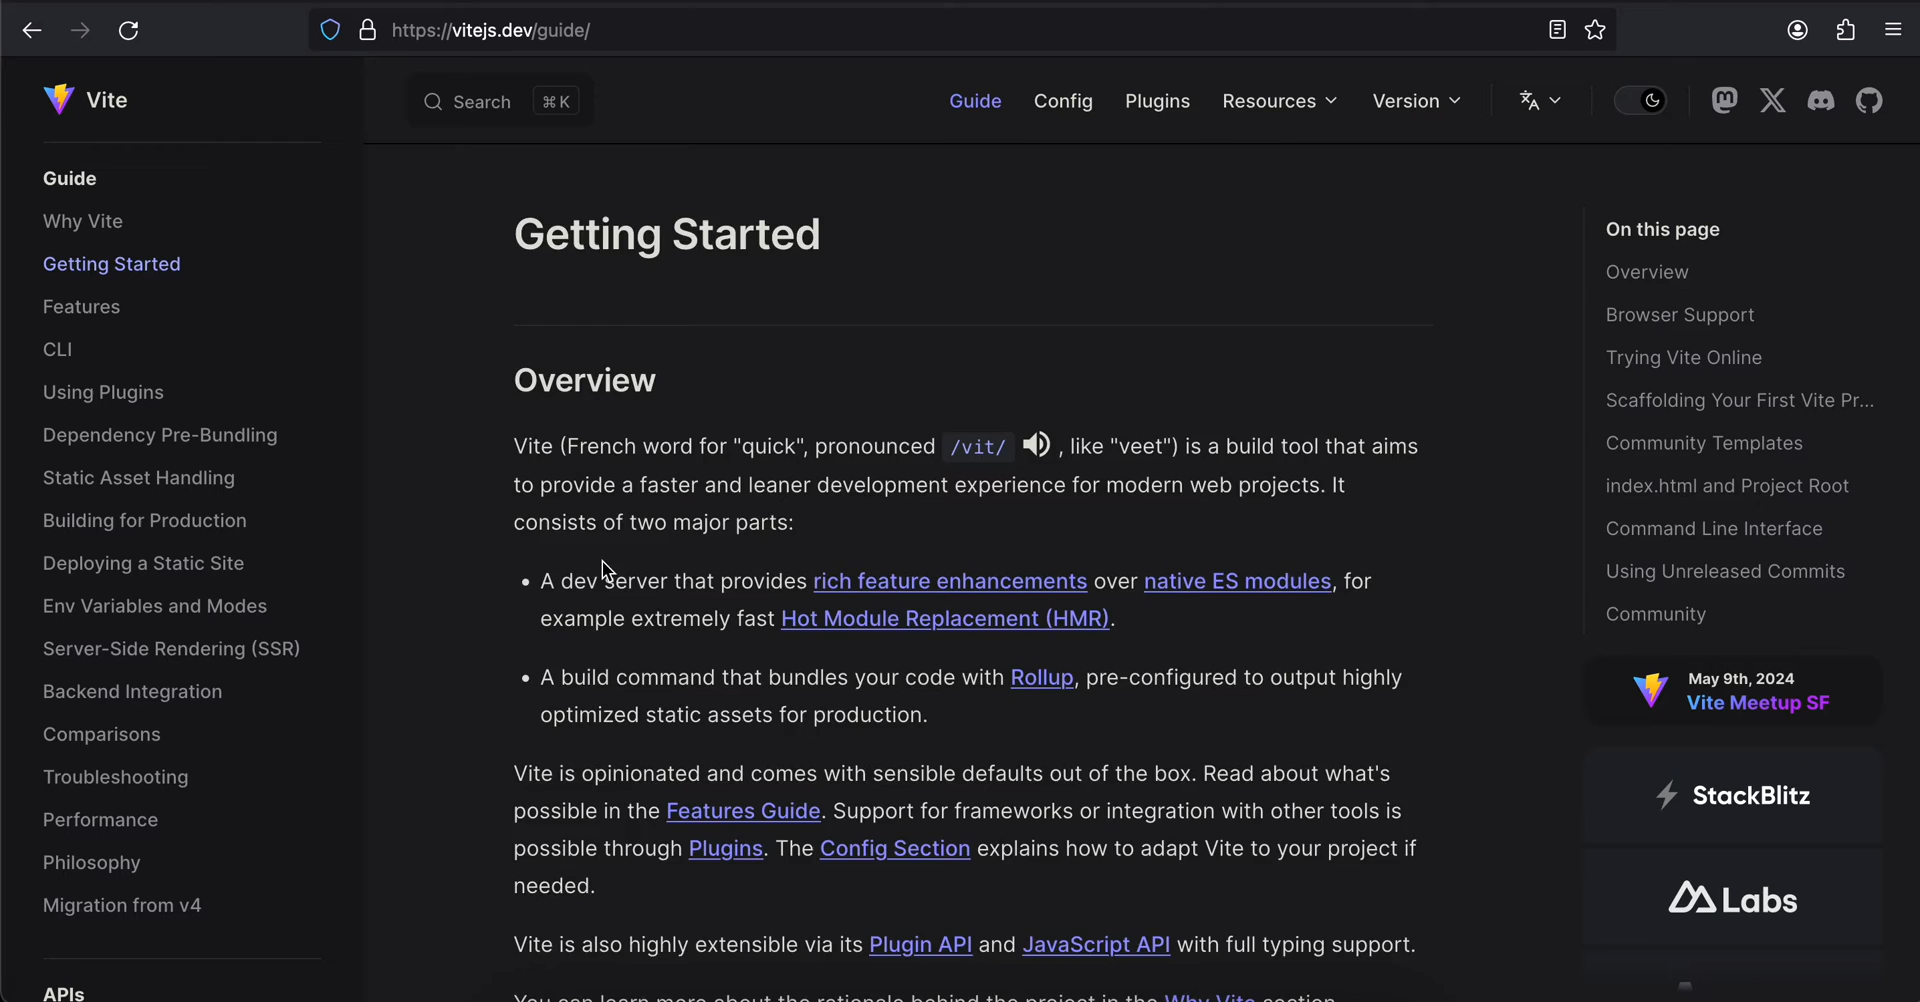 https://vitejs.dev/guide/
Vite
Search ⌘ K
Guide Config Plugins Resources Version
Guide
Why Vite
Getting Started
Features
CLI
Using Plugins
Dependency Pre-Bundling
Static Asset Handling
Building for Production
Deploying a Static Site
Env Variables and Modes
Server-Side Rendering (SSR)
Backend Integration
Comparisons
Troubleshooting
Performance
Philosophy
Migration from v4
APIs
Getting Started
Overview
Vite (French word for "quick", pronounced /vit/ , like "veet") is a build tool that aims
to provide a faster and leaner development experience for modern web projects. It
consists of two major parts:
• A dev server that provides rich feature enhancements over native ES modules, for
example extremely fast Hot Module Replacement (HMR).
• A build command that bundles your code with Rollup, pre-configured to output highly
optimized static assets for production.
Vite is opinionated and comes with sensible defaults out of the box. Read about what's
possible in the Features Guide. Support for frameworks or integration with other tools is
possible through Plugins. The Config Section explains how to adapt Vite to your project if
needed.
Vite is also highly extensible via its Plugin API and JavaScript API with full typing support.
You can learn more about the rationale behind the project in the Why Vite section.
On this page
Overview
Browser Support
Trying Vite Online
Scaffolding Your First Vite Pr...
Community Templates
index.html and Project Root
Command Line Interface
Using Unreleased Commits
Community
May 9th, 2024
Vite Meetup SF
StackBlitz
Labs